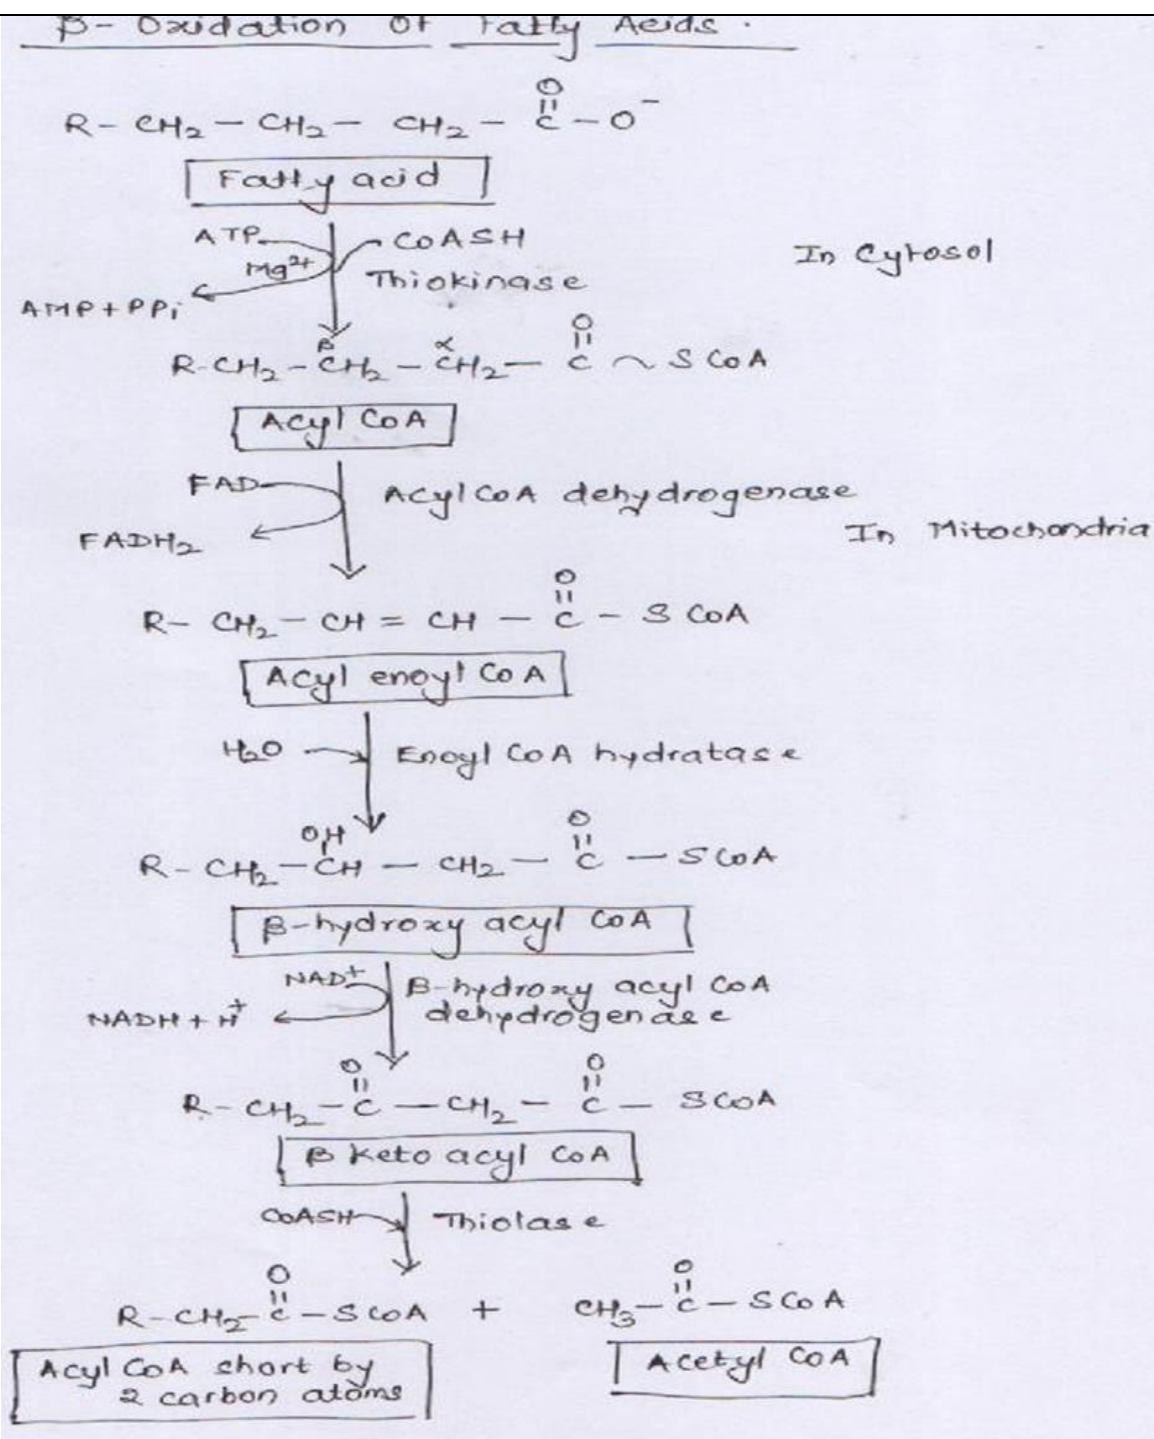 β- Oxidation Of Fatty Acids.
R- CH₂ – CH₂ – CH₂ – C – O⁻
O
Fatty acid
ATP
CoASH
Mg²⁺
Thiokinase
In Cytosol
AMP + PPi
O
β
α
R-CH₂ – CH₂ – CH₂ – C ~ S CoA
Acyl CoA
FAD
Acyl CoA dehydrogenase
In Mitochondria
FADH₂
O
R- CH₂ – CH = CH – C – S CoA
Acyl enoyl CoA
H₂O
Enoyl CoA hydratase
OH
O
R- CH₂ – CH – CH₂ – C – SCoA
β-hydroxy acyl CoA
NAD⁺
β-hydroxy acyl CoA
NADH + H⁺
dehydrogenase
O
O
R- CH₂ – C – CH₂ – C – SCoA
β keto acyl CoA
CoASH
Thiolase
O
O
R-CH₂-C-SCoA + CH₃-C-SCoA
Acyl CoA short by
2 carbon atoms
Acetyl CoA